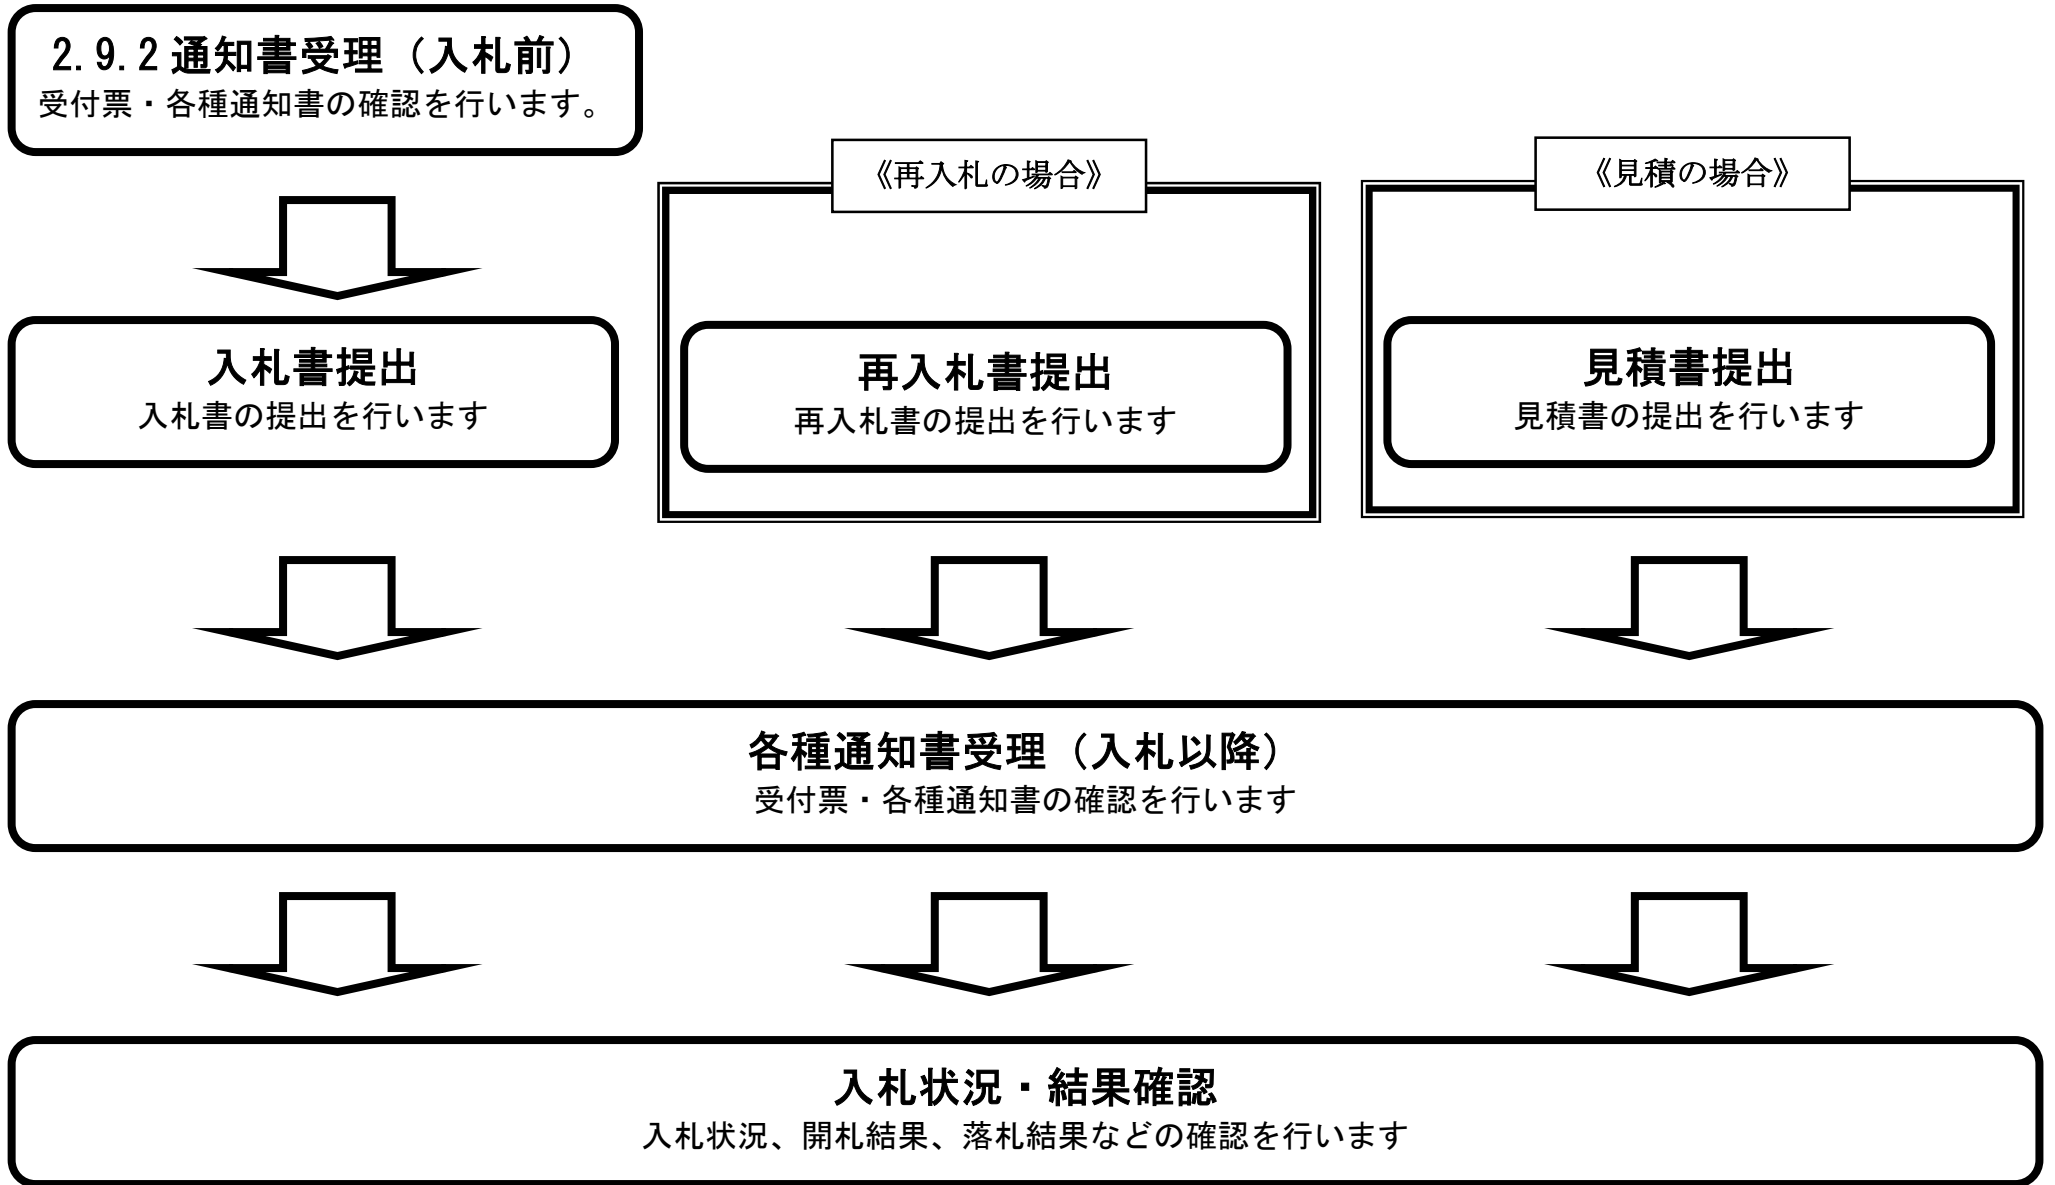 2.9.2 通知書受理（入札前）
受付票・各種通知書の確認を行います。
《再入札の場合》
《見積の場合》
入札書提出
入札書の提出を行います
再入札書提出
再入札書の提出を行います
見積書提出
見積書の提出を行います
各種通知書受理（入札以降）
受付票・各種通知書の確認を行います
入札状況・結果確認
入札状況、開札結果、落札結果などの確認を行います